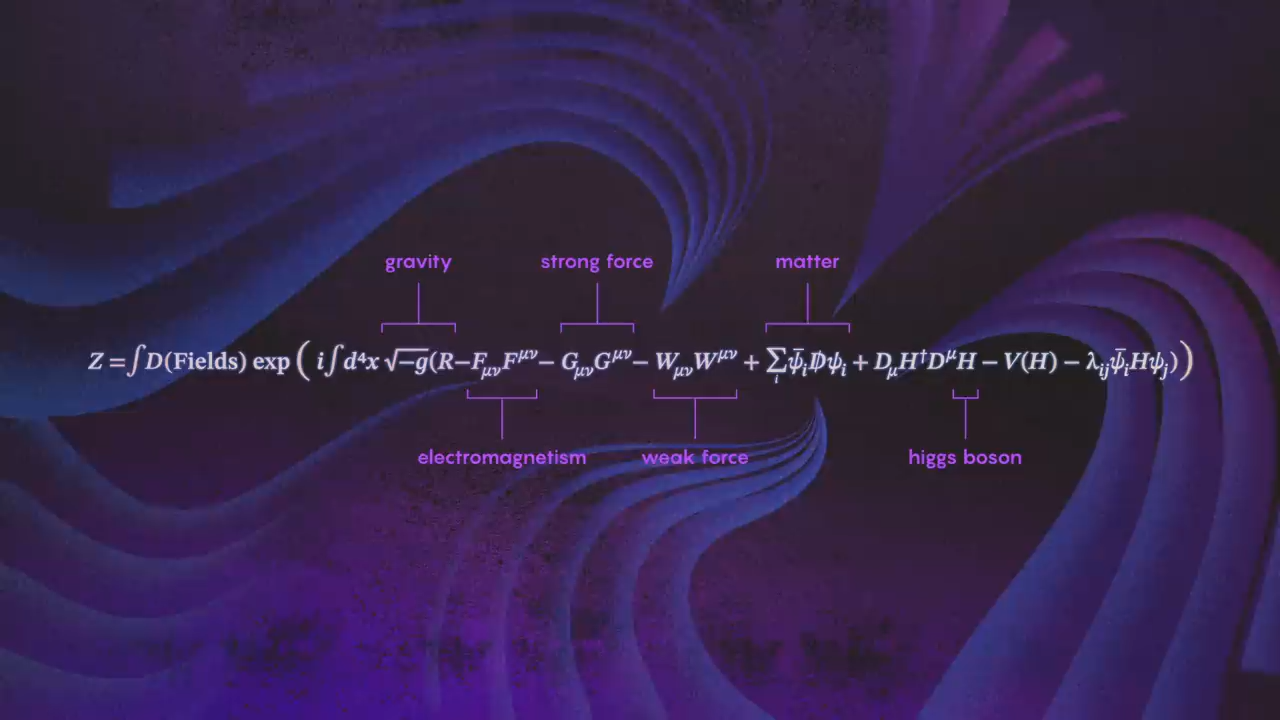 gravity strong force matter
Z = ∫D(Fields) exp ( i∫d⁴x √−g(R−F_μν F^μν − G_μν G^μν − W_μν W^μν + ∑_i ψ̄_i D̸ψ_i + D_μ H^† D^μ H − V(H) − λ_ij ψ̄_i Hψ_j) )
electromagnetism weak force higgs boson